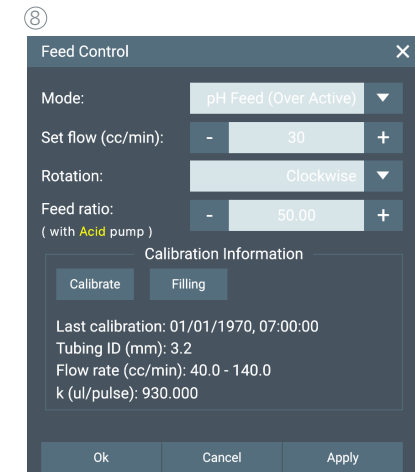 ⑧
Feed Control ×
Mode: pH Feed (Over Active) ▼
Set flow (cc/min): - 30 +
Rotation: Clockwise ▼
Feed ratio: - 50.00 +
( with Acid pump )
Calibration Information
Calibrate Filling
Last calibration: 01/01/1970, 07:00:00
Tubing ID (mm): 3.2
Flow rate (cc/min): 40.0 - 140.0
k (ul/pulse): 930.000
Ok Cancel Apply